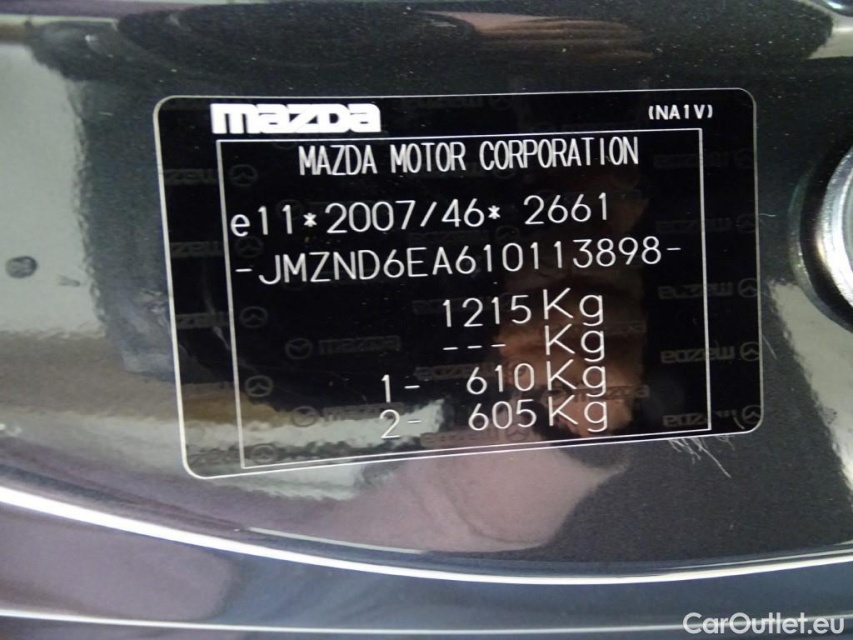 mazda (NA1V)
MAZDA MOTOR CORPORATION
e11*2007/46* 2661
-JMZND6EA610113898-
1215Kg
--- Kg
1- 610Kg
2- 605Kg
CarOutlet.eu